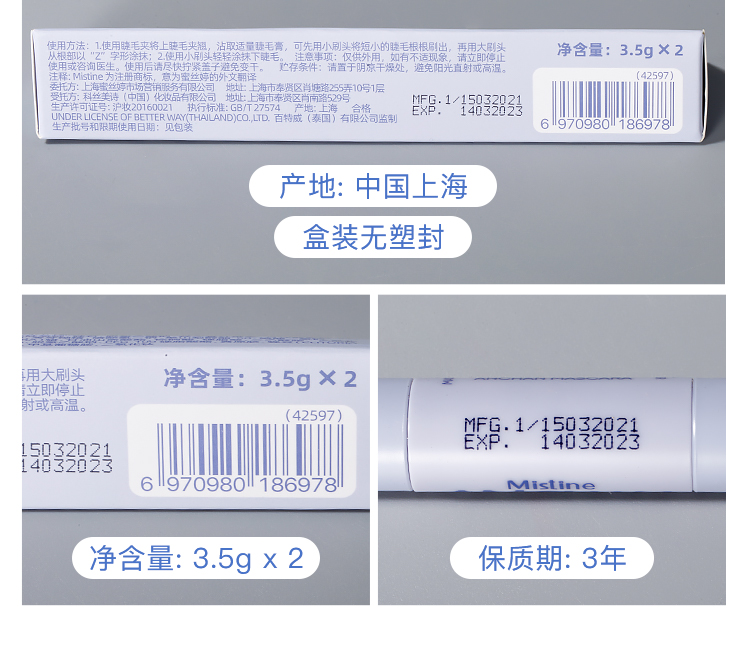 使用方法：1.使用睫毛夹将上睫毛夹翘，沾取适量睫毛膏，可先用小刷头将短小的睫毛根根刷出，再用大刷头
从根部以“Z”字形涂抹；2.使用小刷头轻轻涂抹下睫毛。 注意事项：仅供外用，如有不适现象，请立即停止
使用或咨询医生。使用后请尽快拧紧盖子避免变干。 贮存条件：请置于阴凉干燥处，避免阳光直射或高温。
注释：Mistine 为注册商标，意为蜜丝婷的外文翻译
委托方：上海蜜丝婷市场营销服务有限公司 地址：上海市奉贤区肖塘路255弄10号1层
受托方：科丝美诗（中国）化妆品有限公司 地址：上海市奉贤区肖南路529号
生产许可证号：沪妆20160021 执行标准：GB/T 27574 产地：上海 合格
UNDER LICENSE OF BETTER WAY(THAILAND)CO.,LTD. 百特威（泰国）有限公司监制
生产批号和限期使用日期：见包装
MFG.1/15032021
EXP. 14032023
净含量：3.5g × 2
(42597)
6 970980 186978
产地: 中国上海
盒装无塑封
再用大刷头
立即停止
射或高温。
15032021
14032023
净含量：3.5g × 2
(42597)
6 970980 186978
净含量: 3.5g x 2
MFG.1/15032021
EXP. 14032023
Mistine
保质期: 3年